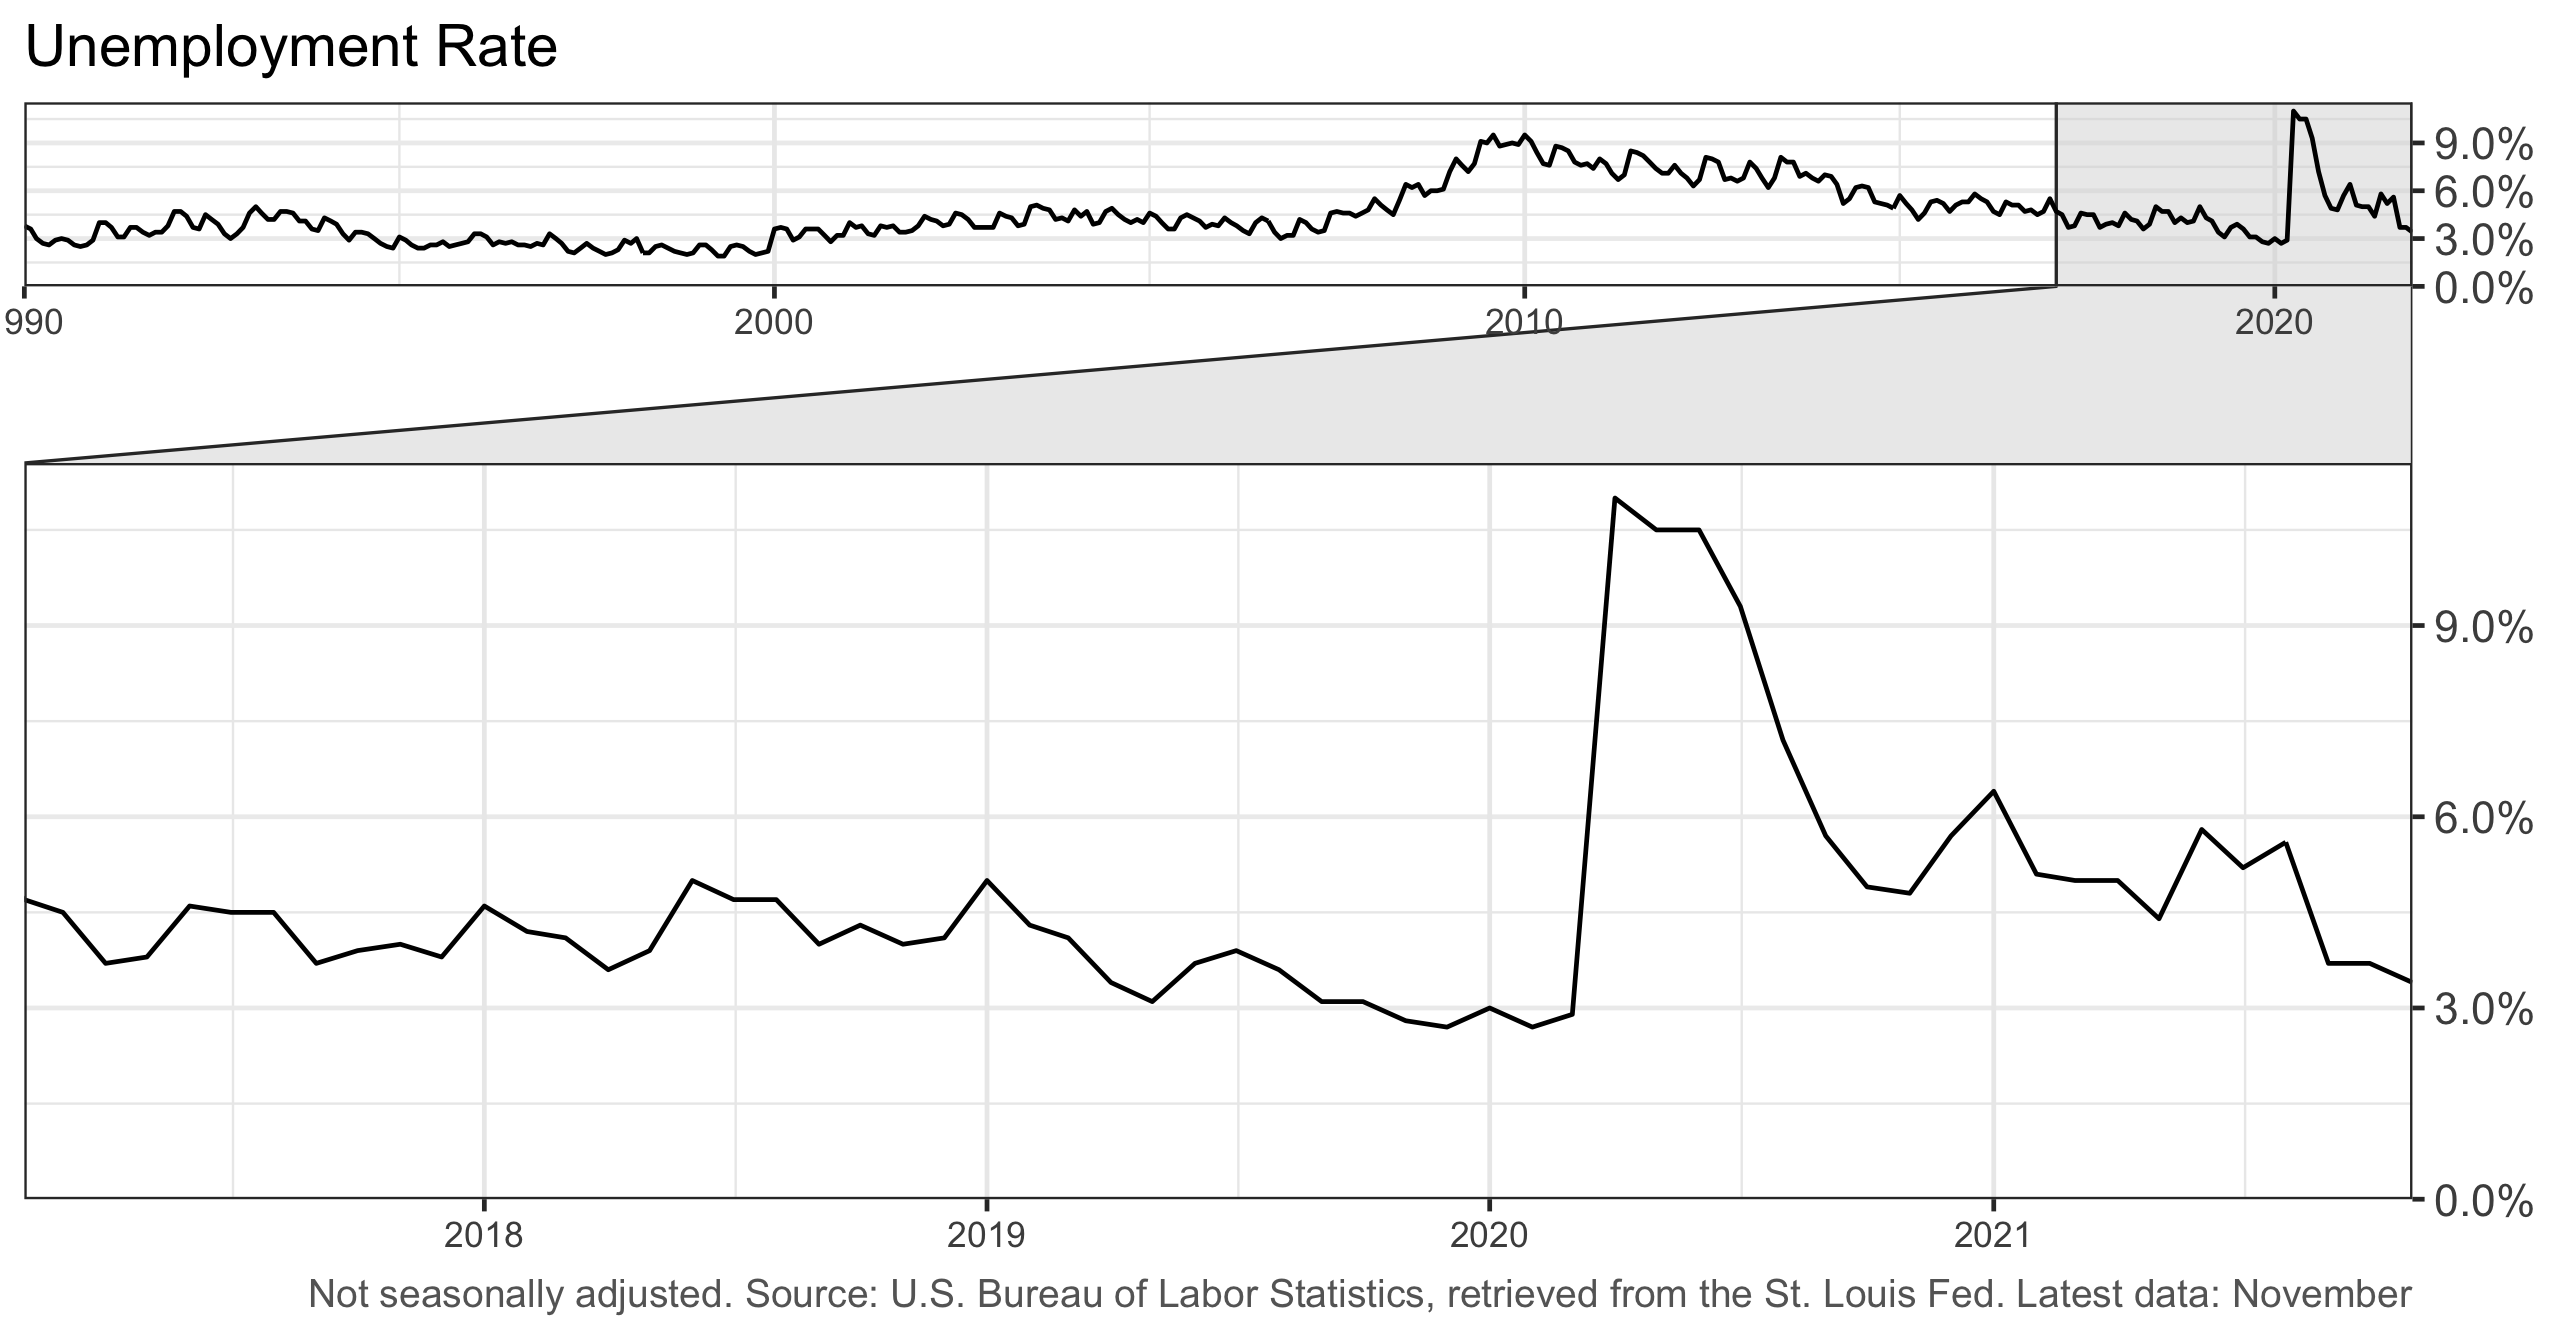 Unemployment Rate
9.0%
6.0%
3.0%
0.0%
990 2000 2010 2020
9.0%
6.0%
3.0%
0.0%
2018 2019 2020 2021
Not seasonally adjusted. Source: U.S. Bureau of Labor Statistics, retrieved from the St. Louis Fed. Latest data: November